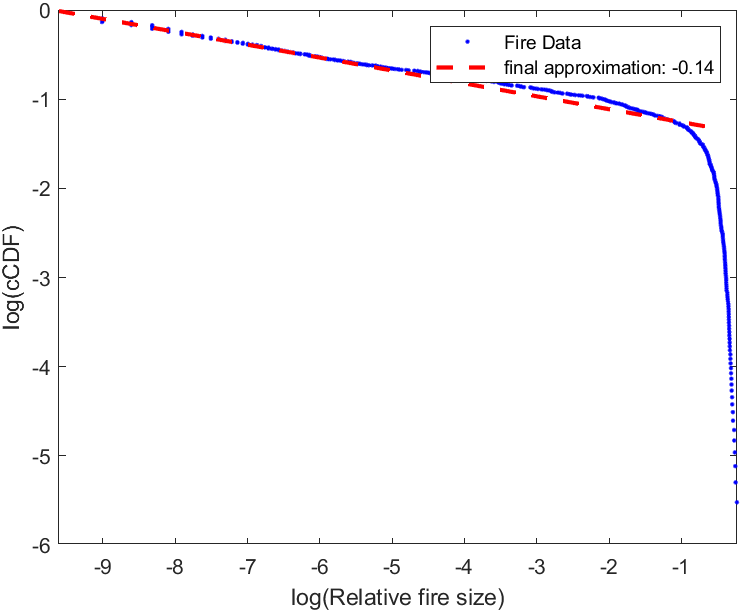 0
-1
-2
-3
-4
-5
-6
log(cCDF)
Fire Data
final approximation: -0.14
-9 -8 -7 -6 -5 -4 -3 -2 -1
log(Relative fire size)